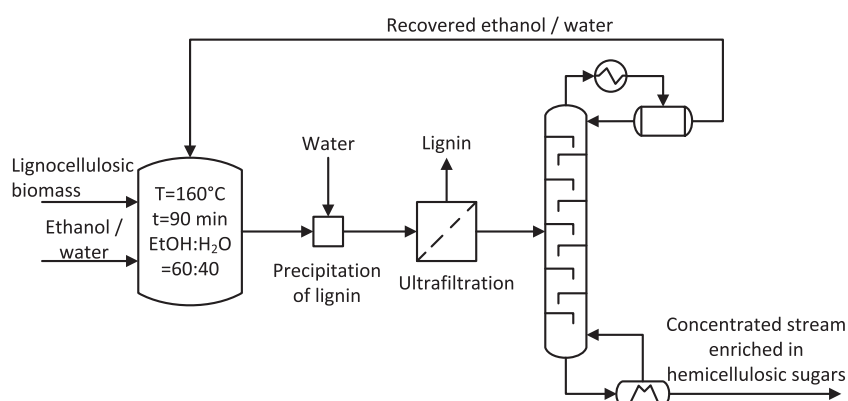 Recovered ethanol / water
Water
Lignin
Lignocellulosic
biomass
Ethanol /
water
T=160°C
t=90 min
EtOH:H₂O
=60:40
Precipitation
of lignin
Ultrafiltration
Concentrated stream
enriched in
hemicellulosic sugars